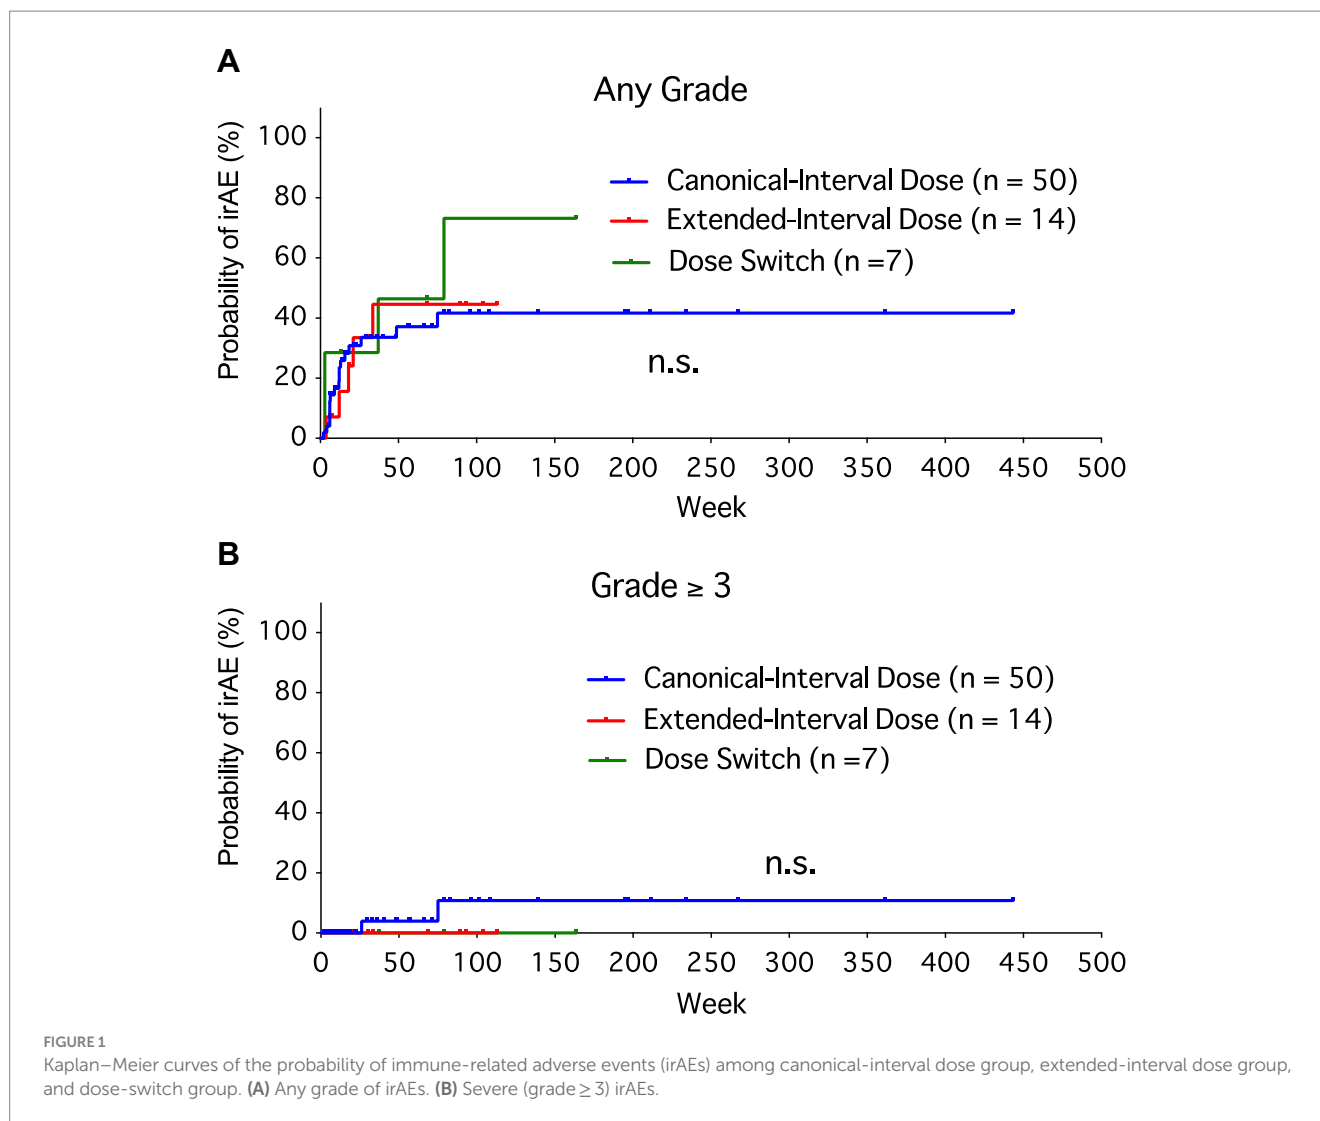 A
Any Grade
Probability of irAE (%)
100
80
60
40
20
0
Canonical-Interval Dose (n = 50)
Extended-Interval Dose (n = 14)
Dose Switch (n =7)
n.s.
0 50 100 150 200 250 300 350 400 450 500
Week
B
Grade ≥ 3
Probability of irAE (%)
100
80
60
40
20
0
Canonical-Interval Dose (n = 50)
Extended-Interval Dose (n = 14)
Dose Switch (n =7)
n.s.
0 50 100 150 200 250 300 350 400 450 500
Week
FIGURE 1
Kaplan–Meier curves of the probability of immune-related adverse events (irAEs) among canonical-interval dose group, extended-interval dose group,
and dose-switch group. (A) Any grade of irAEs. (B) Severe (grade ≥ 3) irAEs.